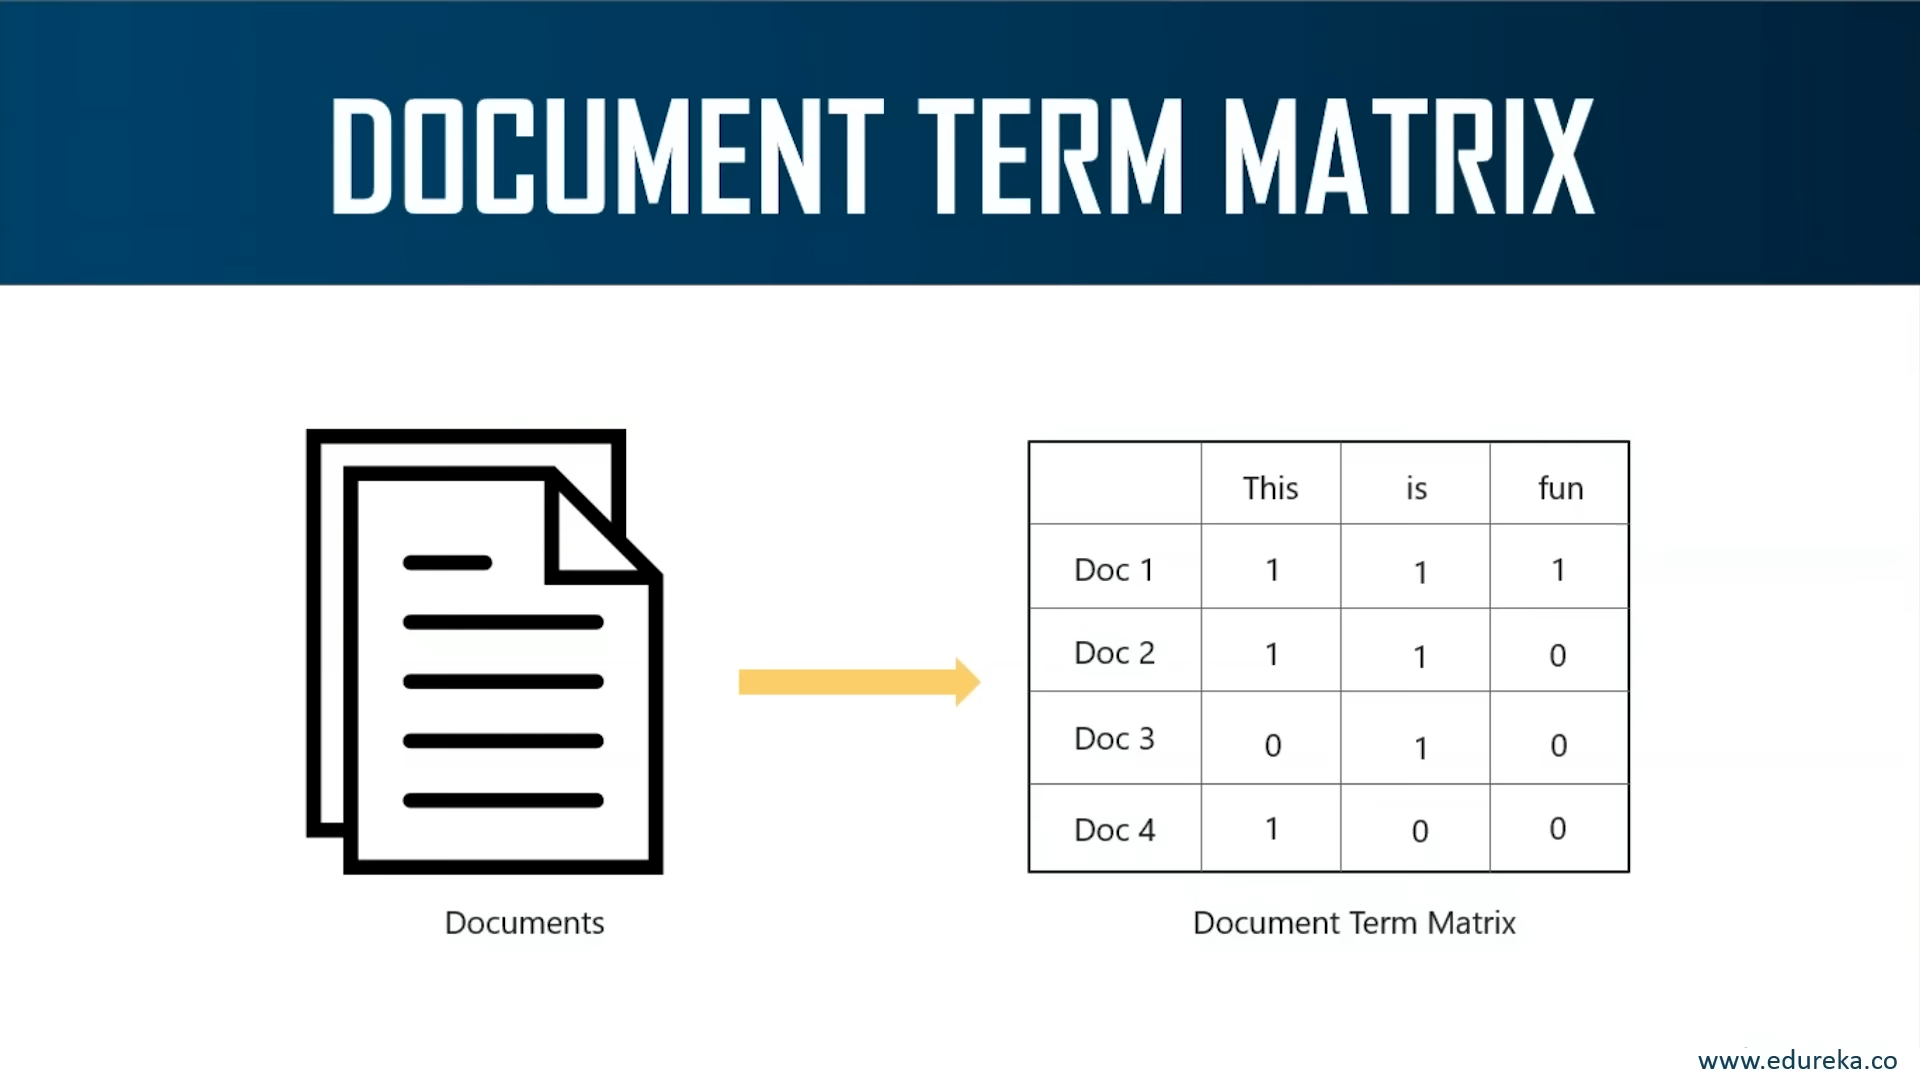 DOCUMENT TERM MATRIX
This is fun
Doc 1 1 1 1
Doc 2 1 1 0
Doc 3 0 1 0
Doc 4 1 0 0
Documents
Document Term Matrix
www.edureka.co